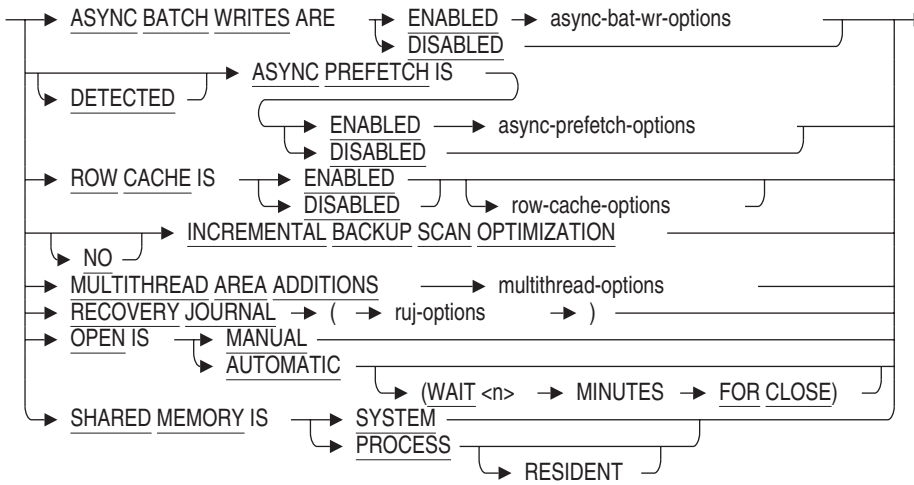 ASYNC BATCH WRITES ARE ENABLED async-bat-wr-options
DISABLED
ASYNC PREFETCH IS
DETECTED
ENABLED async-prefetch-options
DISABLED
ROW CACHE IS ENABLED
DISABLED row-cache-options
INCREMENTAL BACKUP SCAN OPTIMIZATION
NO
MULTITHREAD AREA ADDITIONS multithread-options
RECOVERY JOURNAL ( ruj-options )
OPEN IS MANUAL
AUTOMATIC
(WAIT <n> MINUTES FOR CLOSE)
SHARED MEMORY IS SYSTEM
PROCESS
RESIDENT